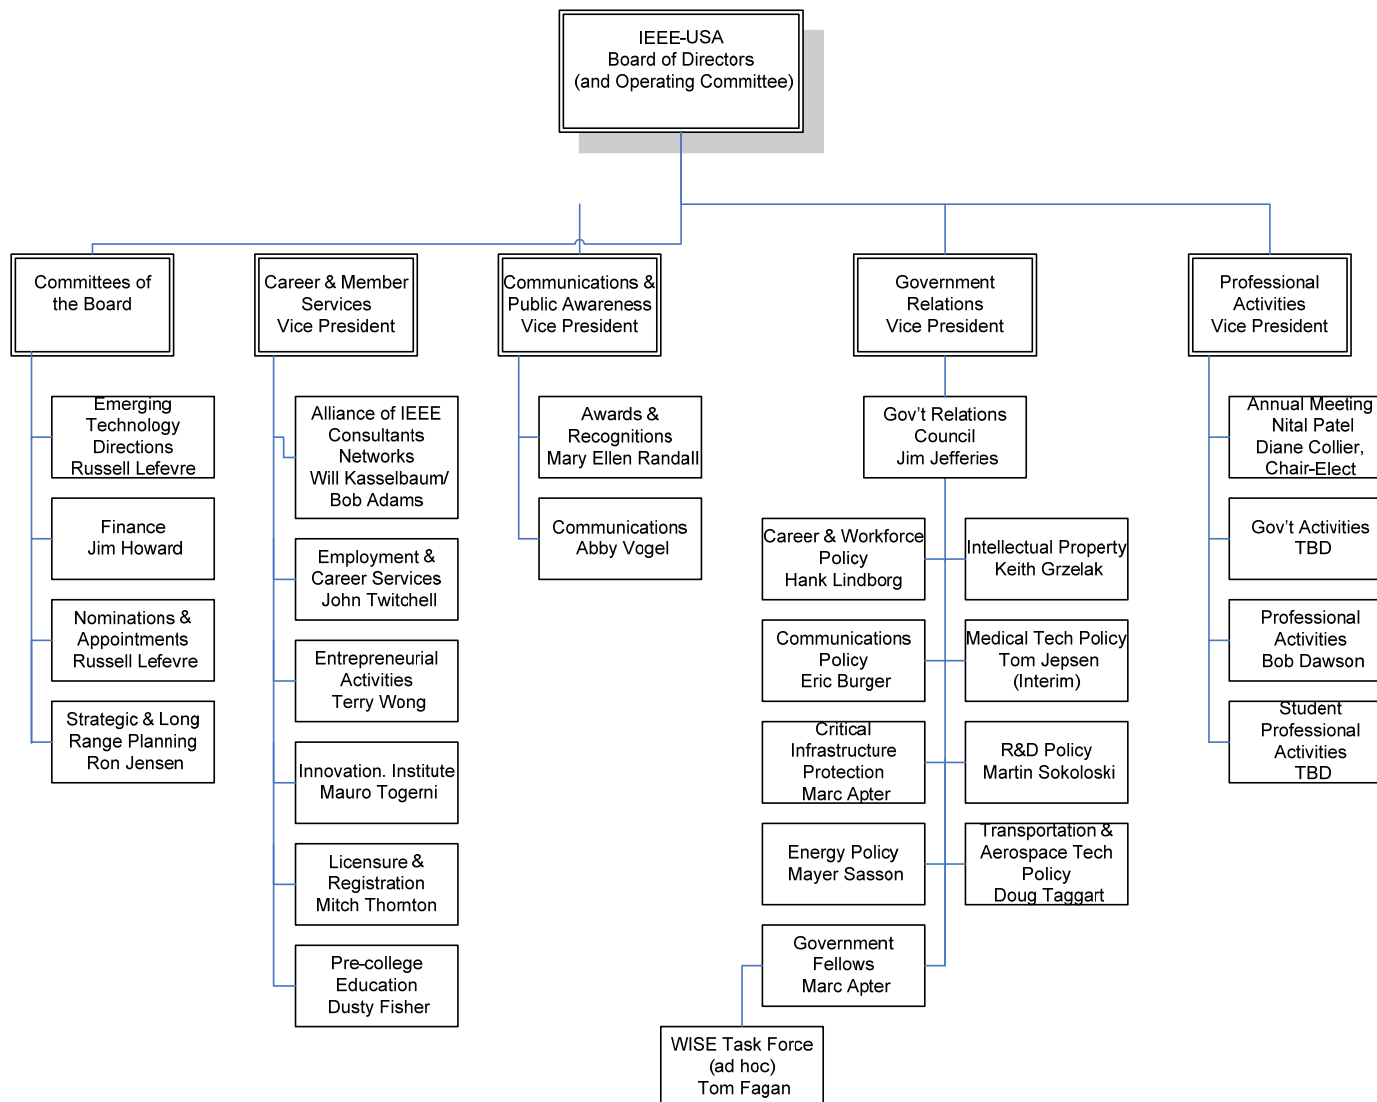 IEEE-USA
Board of Directors
(and Operating Committee)
Committees of
the Board
Career & Member
Services
Vice President
Communications &
Public Awareness
Vice President
Government
Relations
Vice President
Professional
Activities
Vice President
Emerging
Technology
Directions
Russell Lefevre
Finance
Jim Howard
Nominations &
Appointments
Russell Lefevre
Strategic & Long
Range Planning
Ron Jensen
Alliance of IEEE
Consultants
Networks
Will Kasselbaum/
Bob Adams
Employment &
Career Services
John Twitchell
Entrepreneurial
Activities
Terry Wong
Innovation. Institute
Mauro Togerni
Licensure &
Registration
Mitch Thornton
Pre-college
Education
Dusty Fisher
Awards &
Recognitions
Mary Ellen Randall
Communications
Abby Vogel
Gov't Relations
Council
Jim Jefferies
Career & Workforce
Policy
Hank Lindborg
Intellectual Property
Keith Grzelak
Communications
Policy
Eric Burger
Medical Tech Policy
Tom Jepsen
(Interim)
Critical
Infrastructure
Protection
Marc Apter
R&D Policy
Martin Sokoloski
Energy Policy
Mayer Sasson
Transportation &
Aerospace Tech
Policy
Doug Taggart
Government
Fellows
Marc Apter
WISE Task Force
(ad hoc)
Tom Fagan
Annual Meeting
Nital Patel
Diane Collier,
Chair-Elect
Gov't Activities
TBD
Professional
Activities
Bob Dawson
Student
Professional
Activities
TBD